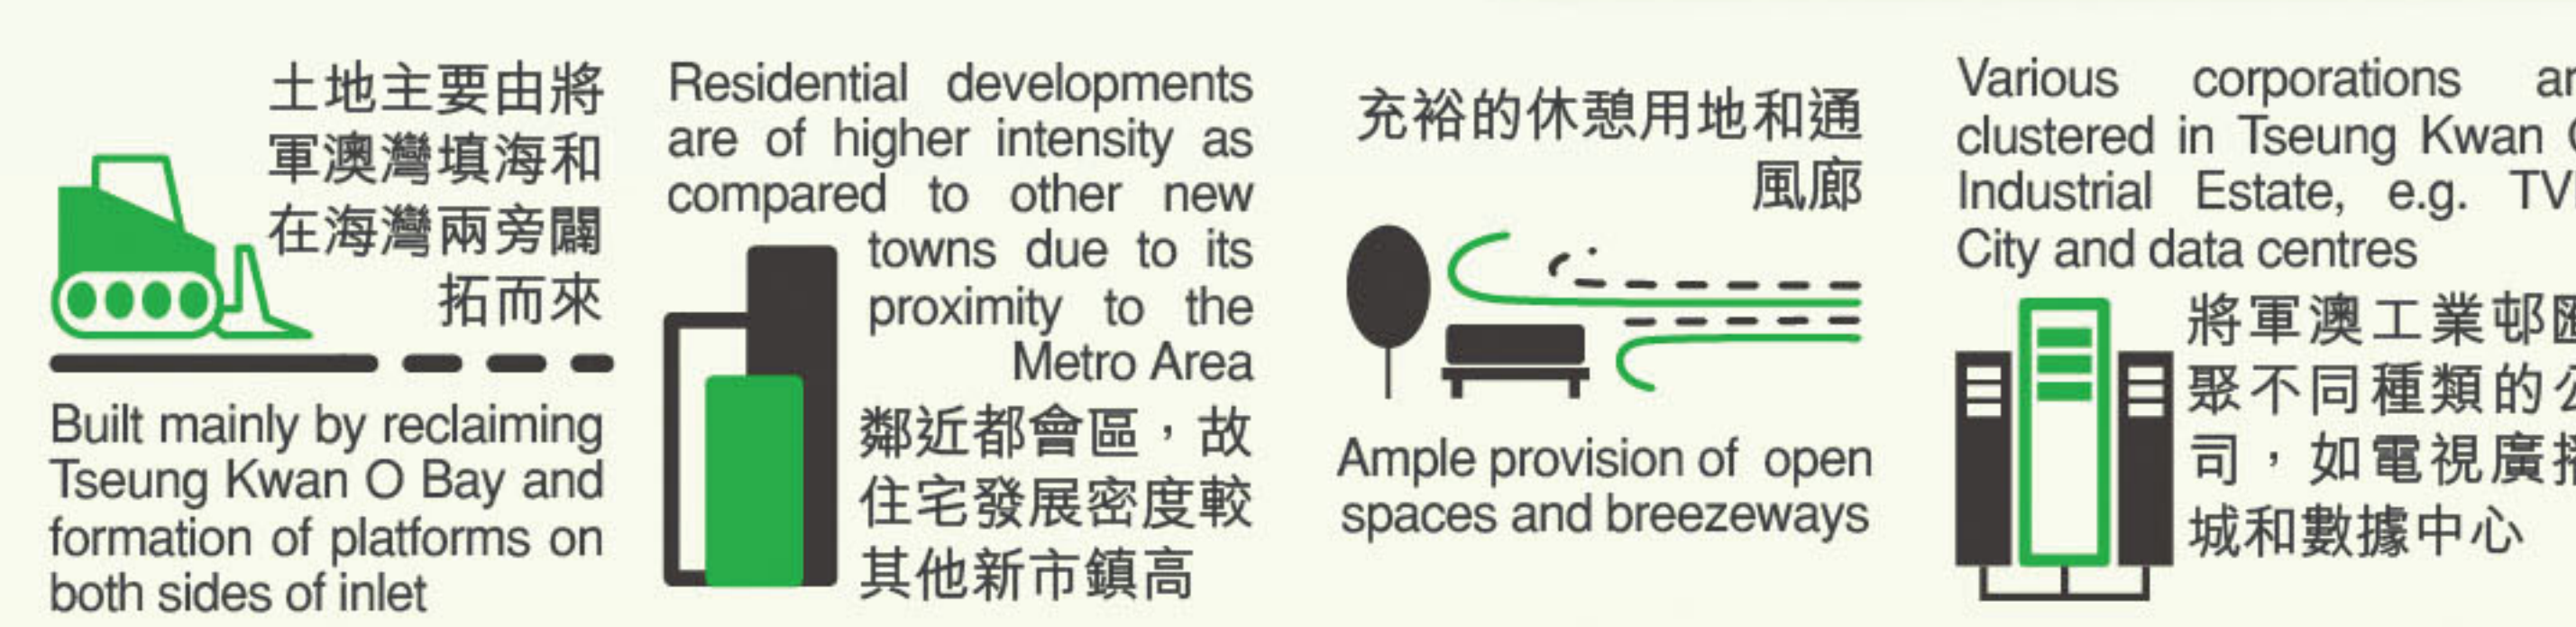 土地主要由將
軍澳灣填海和
在海灣兩旁闢
拓而來
Built mainly by reclaiming
Tseung Kwan O Bay and
formation of platforms on
both sides of inlet
Residential developments
are of higher intensity as
compared to other new
towns due to its
proximity to the
Metro Area
鄰近都會區，故
住宅發展密度較
其他新市鎮高
充裕的休憩用地和通
風廊
Ample provision of open
spaces and breezeways
Various corporations
clustered in Tseung Kwan
Industrial Estate, e.g.
City and data centres
將軍澳工業邨
聚不同種類的
司，如電視廣
城和數據中心